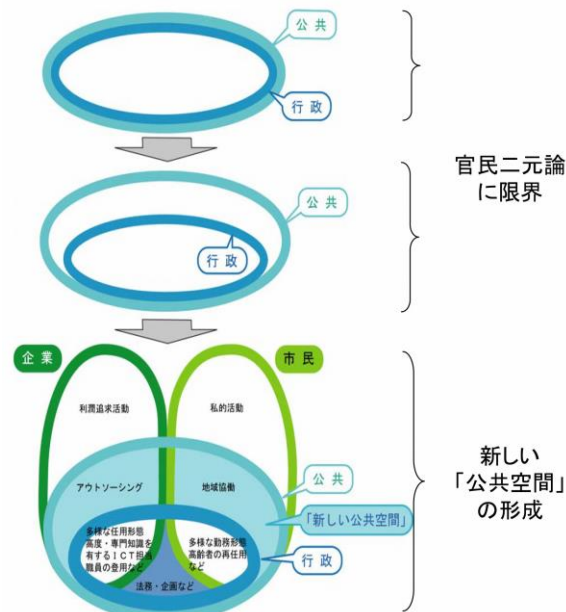 公共
行政
官民二元論
に限界
公共
行政
企業
市民
利潤追求活動
私的活動
アウトソーシング
地域協働
公共
「新しい公共空間」
新しい
「公共空間」
の形成
多様な任用形態
高度・専門知識を
有するICT担当
職員の登用など
多様な勤務形態
高齢者の再任用
など
行政
法務・企画など